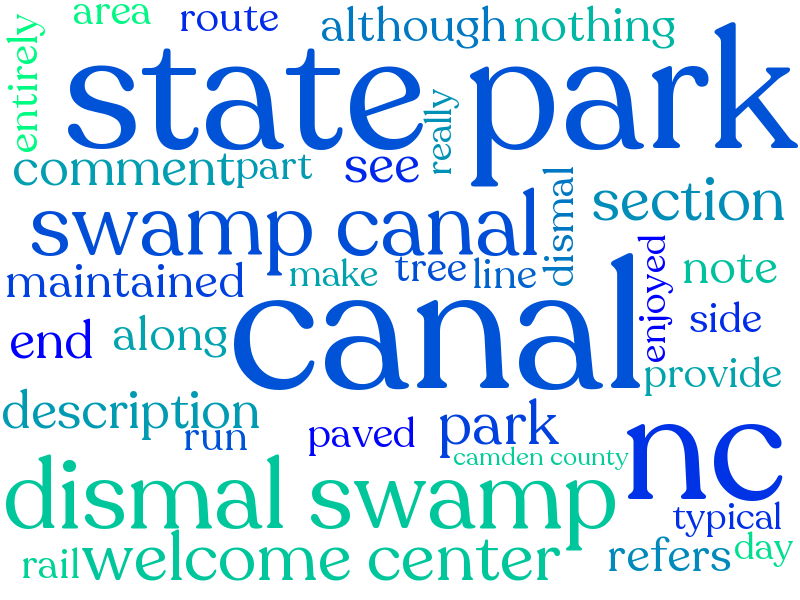 area
route
although
nothing
entirely
state park
really
comment
part
see
section
swamp canal
dismal
maintained
make
tree
line
enjoyed
note
canal
end
along
side
provide
description
run
paved
park
nc
camden county
dismal swamp
typical
rail
welcome center
refers
day